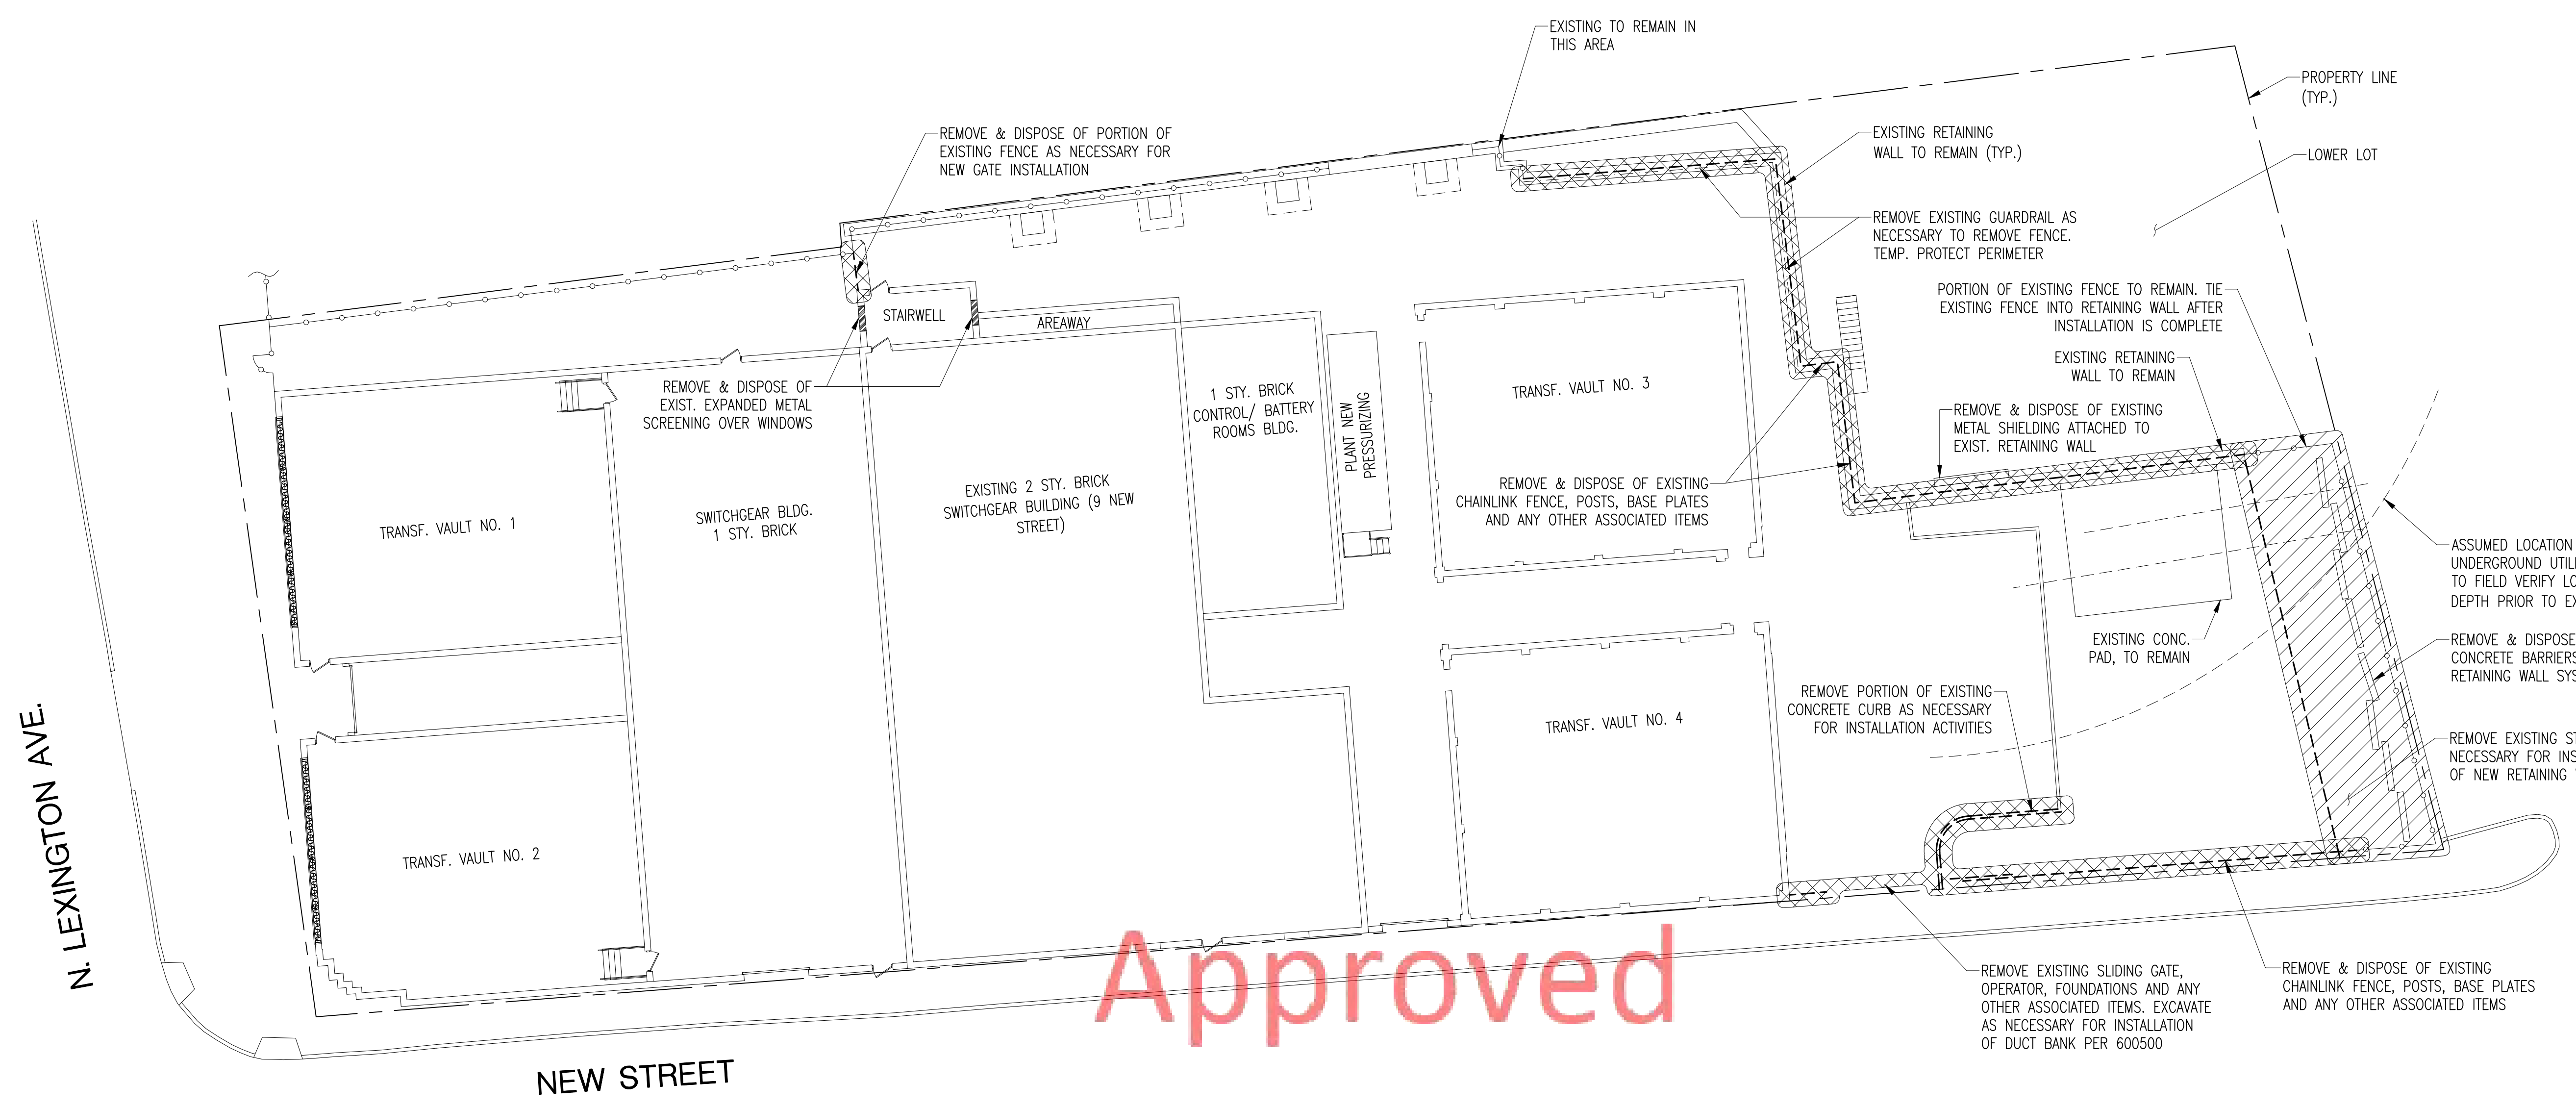 EXISTING TO REMAIN IN
THIS AREA
PROPERTY LINE
(TYP.)
REMOVE & DISPOSE OF PORTION OF
EXISTING FENCE AS NECESSARY FOR
NEW GATE INSTALLATION
EXISTING RETAINING
WALL TO REMAIN (TYP.)
LOWER LOT
REMOVE EXISTING GUARDRAIL AS
NECESSARY TO REMOVE FENCE.
TEMP. PROTECT PERIMETER
PORTION OF EXISTING FENCE TO REMAIN. TIE
EXISTING FENCE INTO RETAINING WALL AFTER
INSTALLATION IS COMPLETE
STAIRWELL
AREAWAY
EXISTING RETAINING
WALL TO REMAIN
REMOVE & DISPOSE OF
EXIST. EXPANDED METAL
SCREENING OVER WINDOWS
1 STY. BRICK
CONTROL/ BATTERY
ROOMS BLDG.
PLANT NEW
PRESSURIZING
TRANSF. VAULT NO. 3
REMOVE & DISPOSE OF EXISTING
METAL SHIELDING ATTACHED TO
EXIST. RETAINING WALL
REMOVE & DISPOSE OF EXISTING
CHAINLINK FENCE, POSTS, BASE PLATES
AND ANY OTHER ASSOCIATED ITEMS
TRANSF. VAULT NO. 1
SWITCHGEAR BLDG.
1 STY. BRICK
EXISTING 2 STY. BRICK
SWITCHGEAR BUILDING (9 NEW
STREET)
ASSUMED LOCATION
UNDERGROUND
TO FIELD VERIFY
DEPTH PRIOR TO
EXISTING CONC.
PAD, TO REMAIN
REMOVE & DISPOSE
CONCRETE BARRIERS
RETAINING WALL
REMOVE PORTION OF EXISTING
CONCRETE CURB AS NECESSARY
FOR INSTALLATION ACTIVITIES
TRANSF. VAULT NO. 4
REMOVE EXISTING
NECESSARY FOR
OF NEW RETAINING
N. LEXINGTON AVE.
TRANSF. VAULT NO. 2
Approved
REMOVE EXISTING SLIDING GATE,
OPERATOR, FOUNDATIONS AND ANY
OTHER ASSOCIATED ITEMS. EXCAVATE
AS NECESSARY FOR INSTALLATION
OF DUCT BANK PER 600500
REMOVE & DISPOSE OF EXISTING
CHAINLINK FENCE, POSTS, BASE PLATES
AND ANY OTHER ASSOCIATED ITEMS
NEW STREET